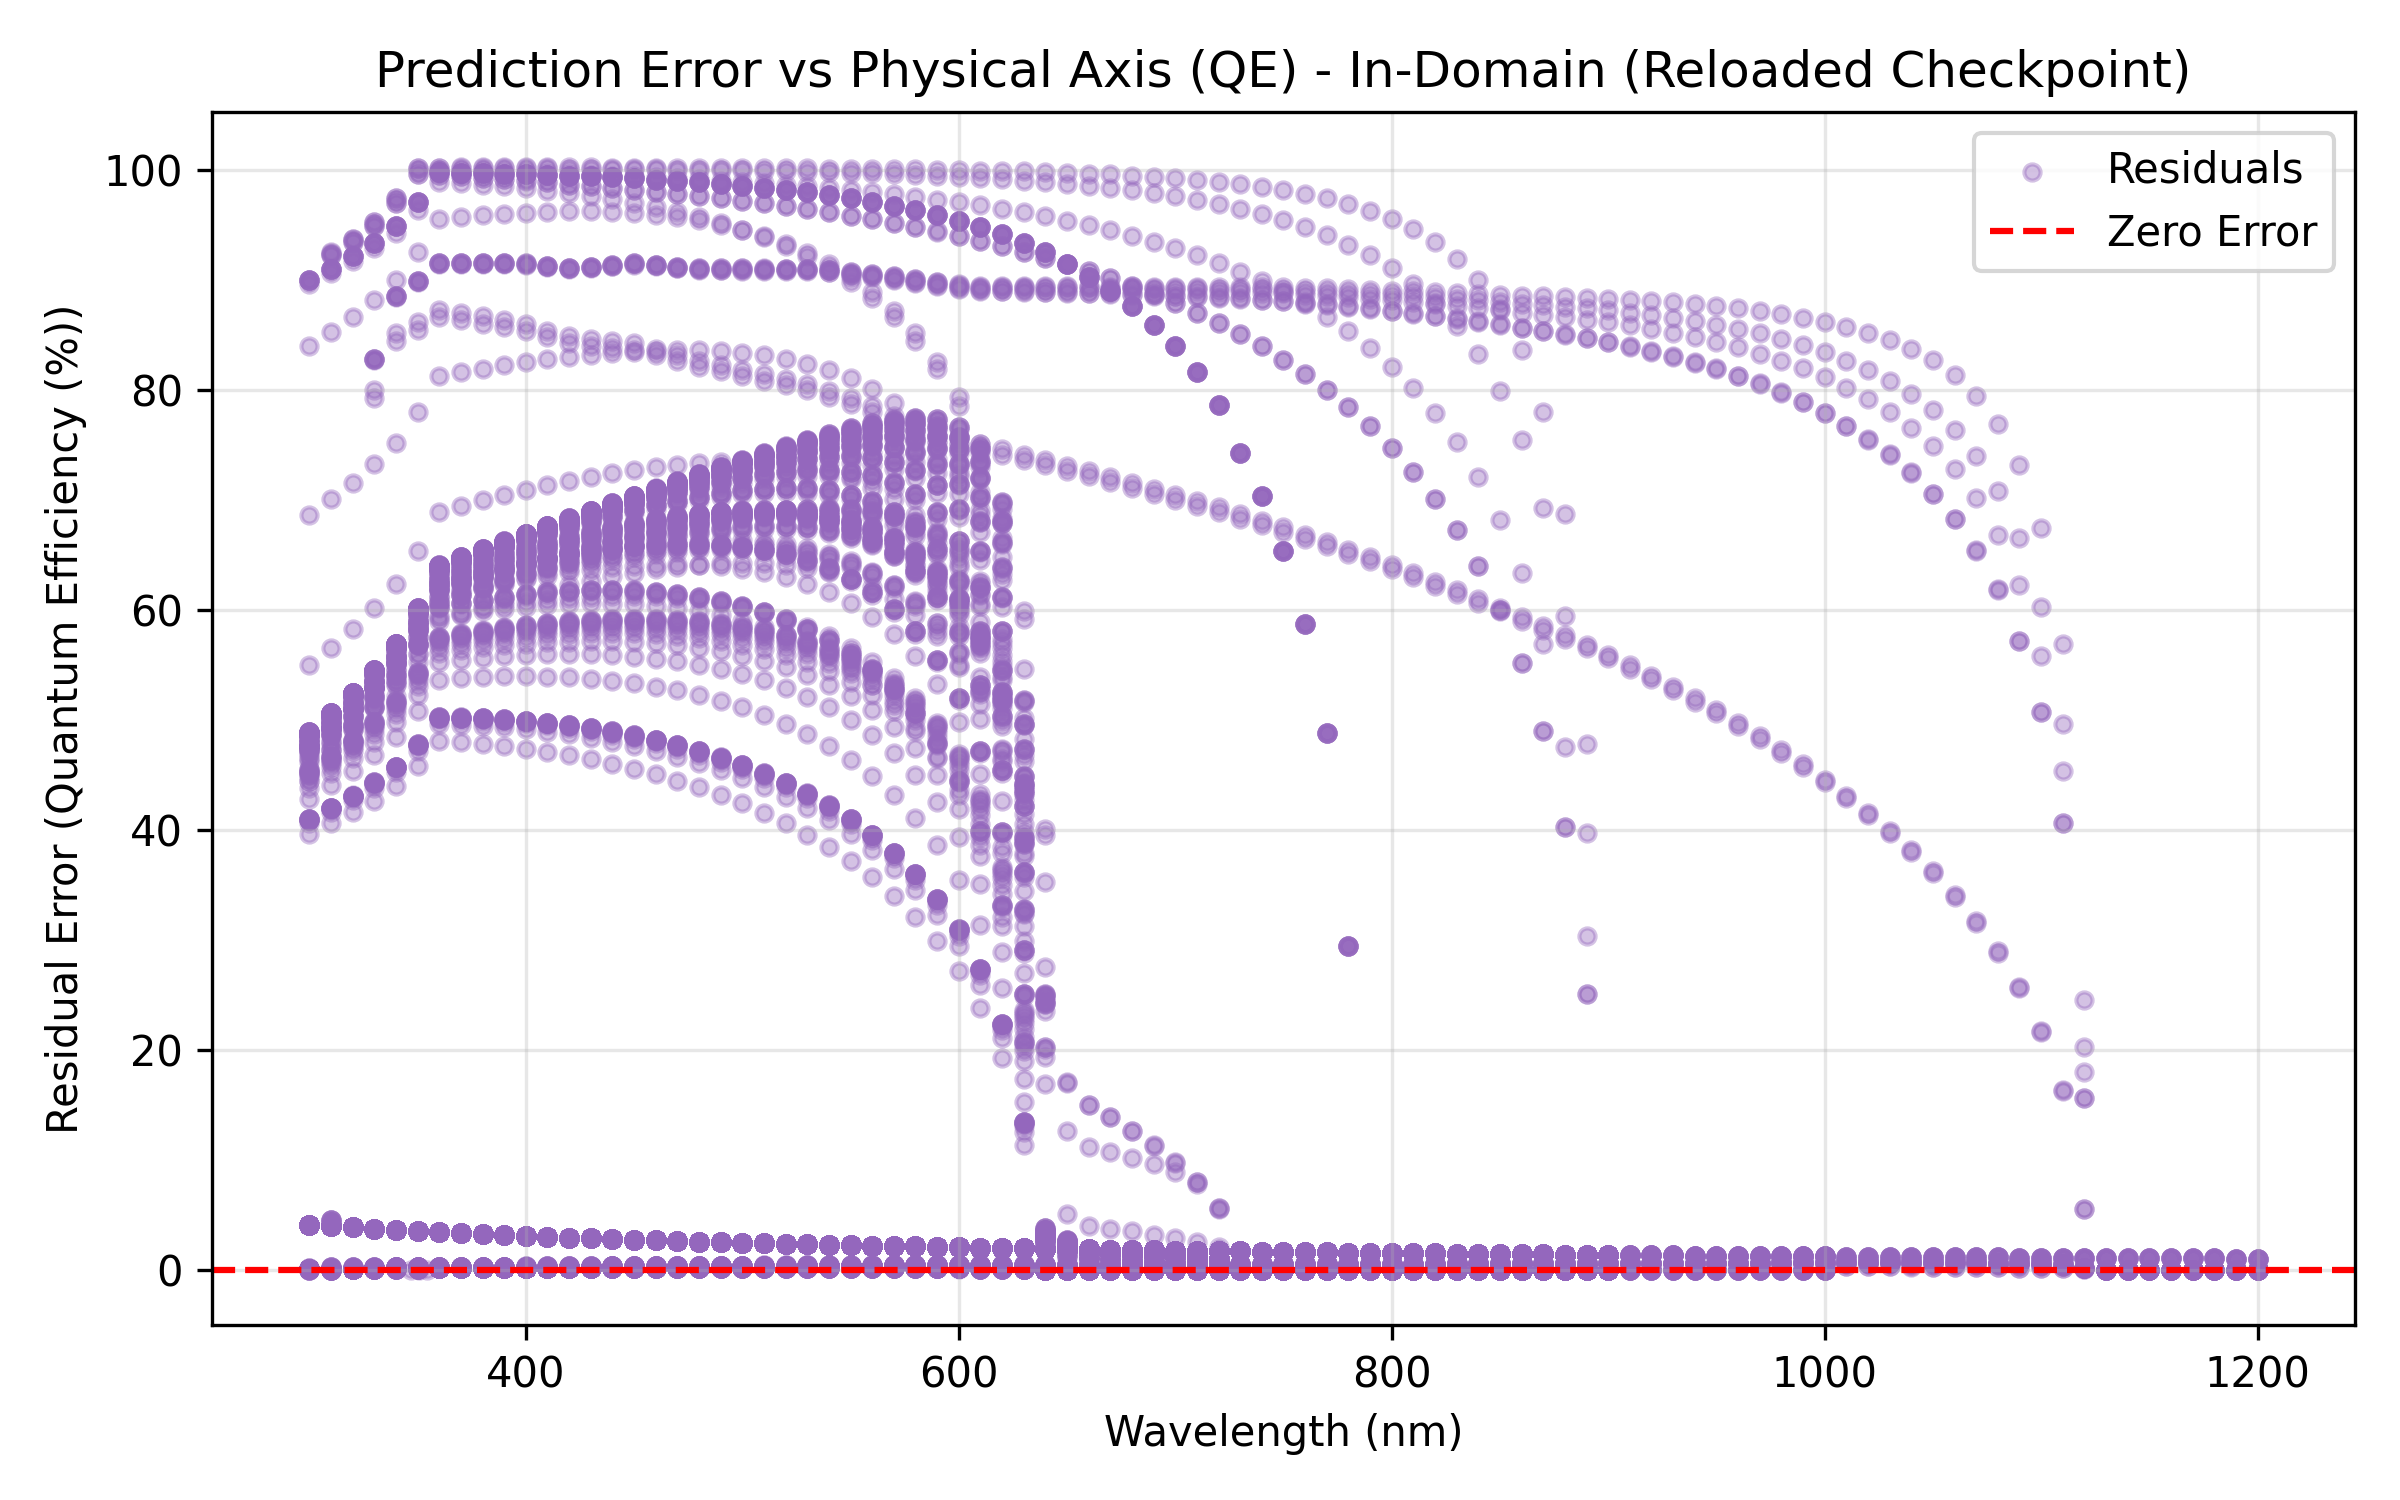 Prediction Error vs Physical Axis (QE) - In-Domain (Reloaded Checkpoint)
Residuals
Zero Error
100
80
60
40
20
0
Residual Error (Quantum Efficiency (%))
400
600
800
1000
1200
Wavelength (nm)